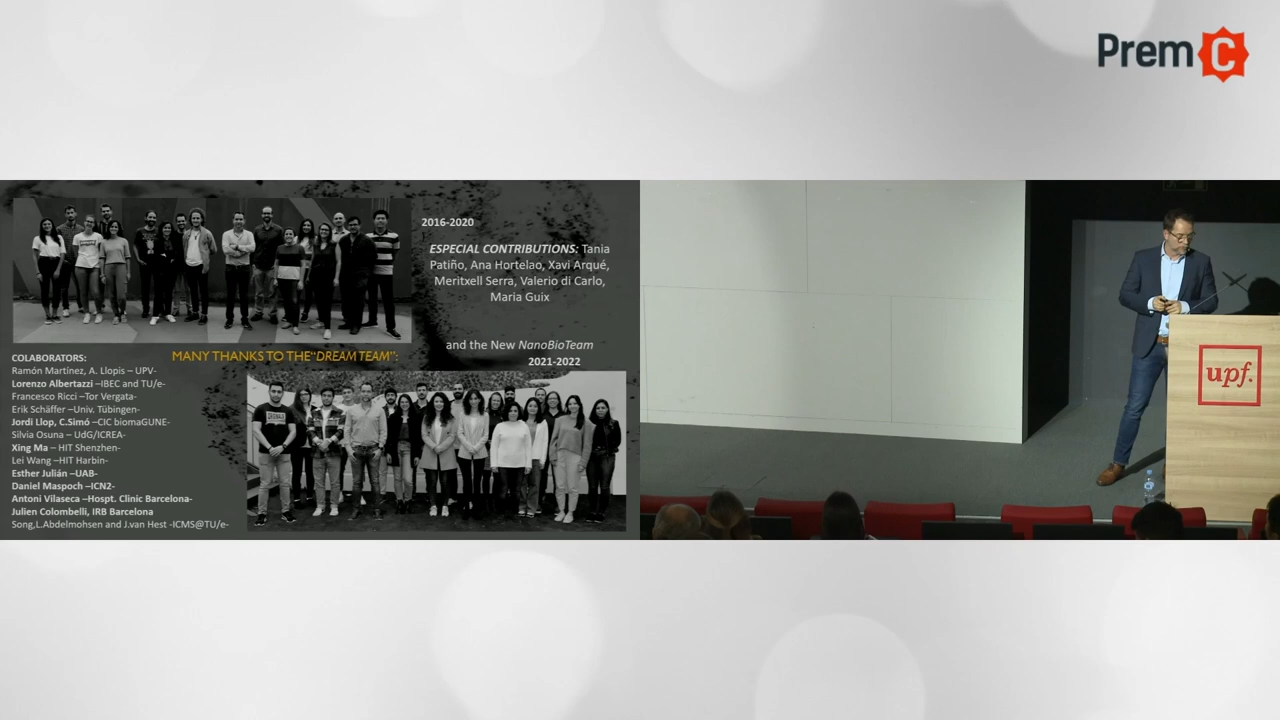 Prem C
2016-2020
ESPECIAL CONTRIBUTIONS: Tania
Patiño, Ana Hortelao, Xavi Arqué,
Meritxell Serra, Valerio di Carlo,
Maria Guix
and the New NanoBioTeam
2021-2022
MANY THANKS TO THE“DREAM TEAM”:
COLABORATORS:
Ramón Martínez, A. Llopis – UPV-
Lorenzo Albertazzi –IBEC and TU/e-
Francesco Ricci –Tor Vergata-
Erik Schäffer –Univ. Tübingen-
Jordi Llop, C.Simó –CIC biomaGUNE-
Silvia Osuna – UdG/ICREA-
Xing Ma – HIT Shenzhen-
Lei Wang –HIT Harbin-
Esther Julián –UAB-
Daniel Maspoch –ICN2-
Antoni Vilaseca –Hospt. Clinic Barcelona-
Julien Colombelli, IRB Barcelona
Song,L.Abdelmohsen and J.van Hest -ICMS@TU/e-
upf.